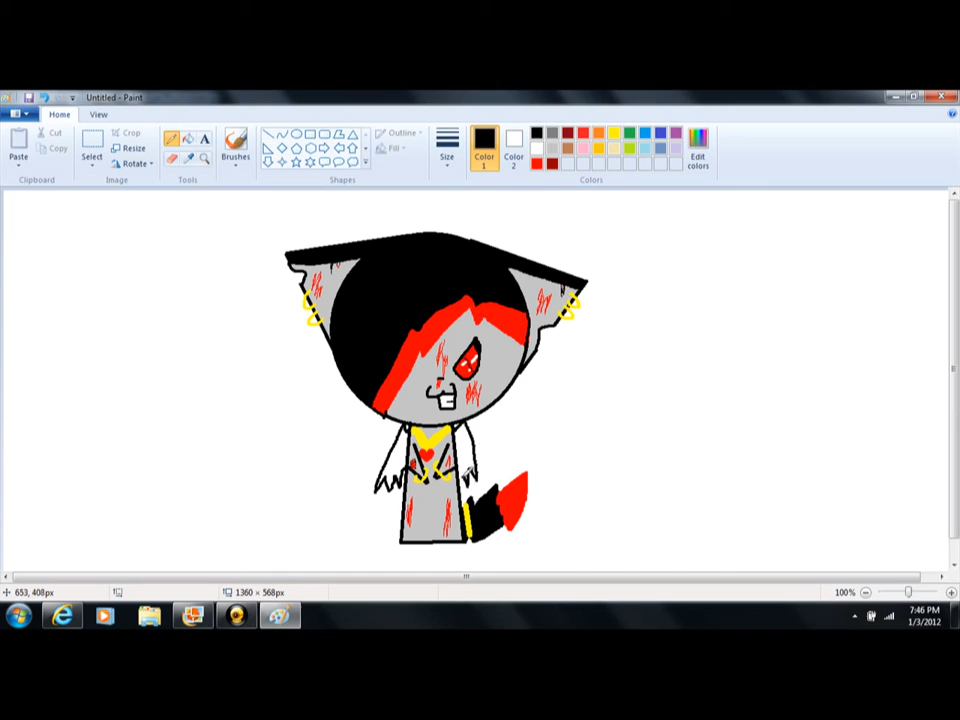 Untitled - Paint
Home View
Paste
Cut
Copy
Clipboard
Select
Crop
Resize
Rotate
Image
A
Tools
Brushes
Outline
Fill
Shapes
Size
Color 1
Color 2
Edit colors
Colors
653, 408px
1360 × 568px
100%
7:46 PM
1/3/2012